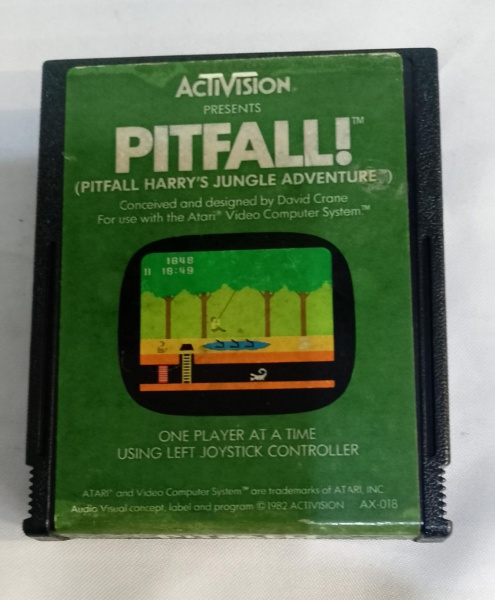 ACTIVISION®
PRESENTS
PITFALL!™
(PITFALL HARRY'S JUNGLE ADVENTURE™)
Conceived and designed by David Crane
For use with the Atari® Video Computer System™
1848
II 18:49
ONE PLAYER AT A TIME
USING LEFT JOYSTICK CONTROLLER
ATARI® and Video Computer System™ are trademarks of ATARI, INC.
Audio Visual concept, label and program ©1982 ACTIVISION AX-018